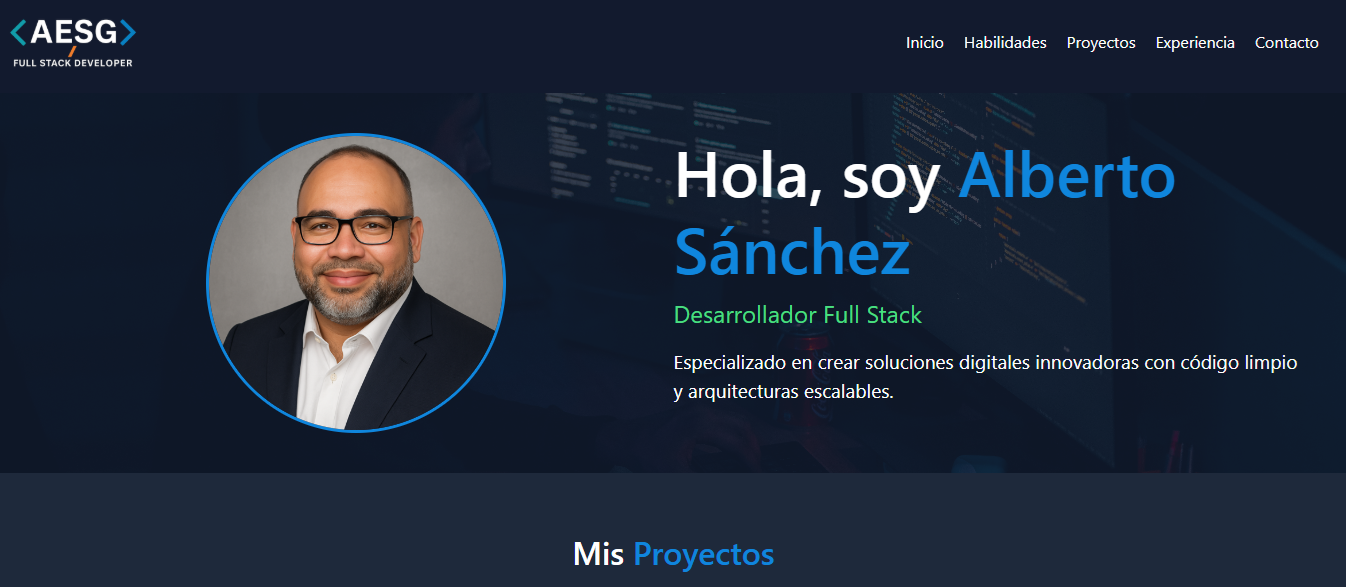 <AESG>
/
FULL STACK DEVELOPER
Inicio Habilidades Proyectos Experiencia Contacto
Hola, soy Alberto
Sánchez
Desarrollador Full Stack
Especializado en crear soluciones digitales innovadoras con código limpio
y arquitecturas escalables.
Mis Proyectos